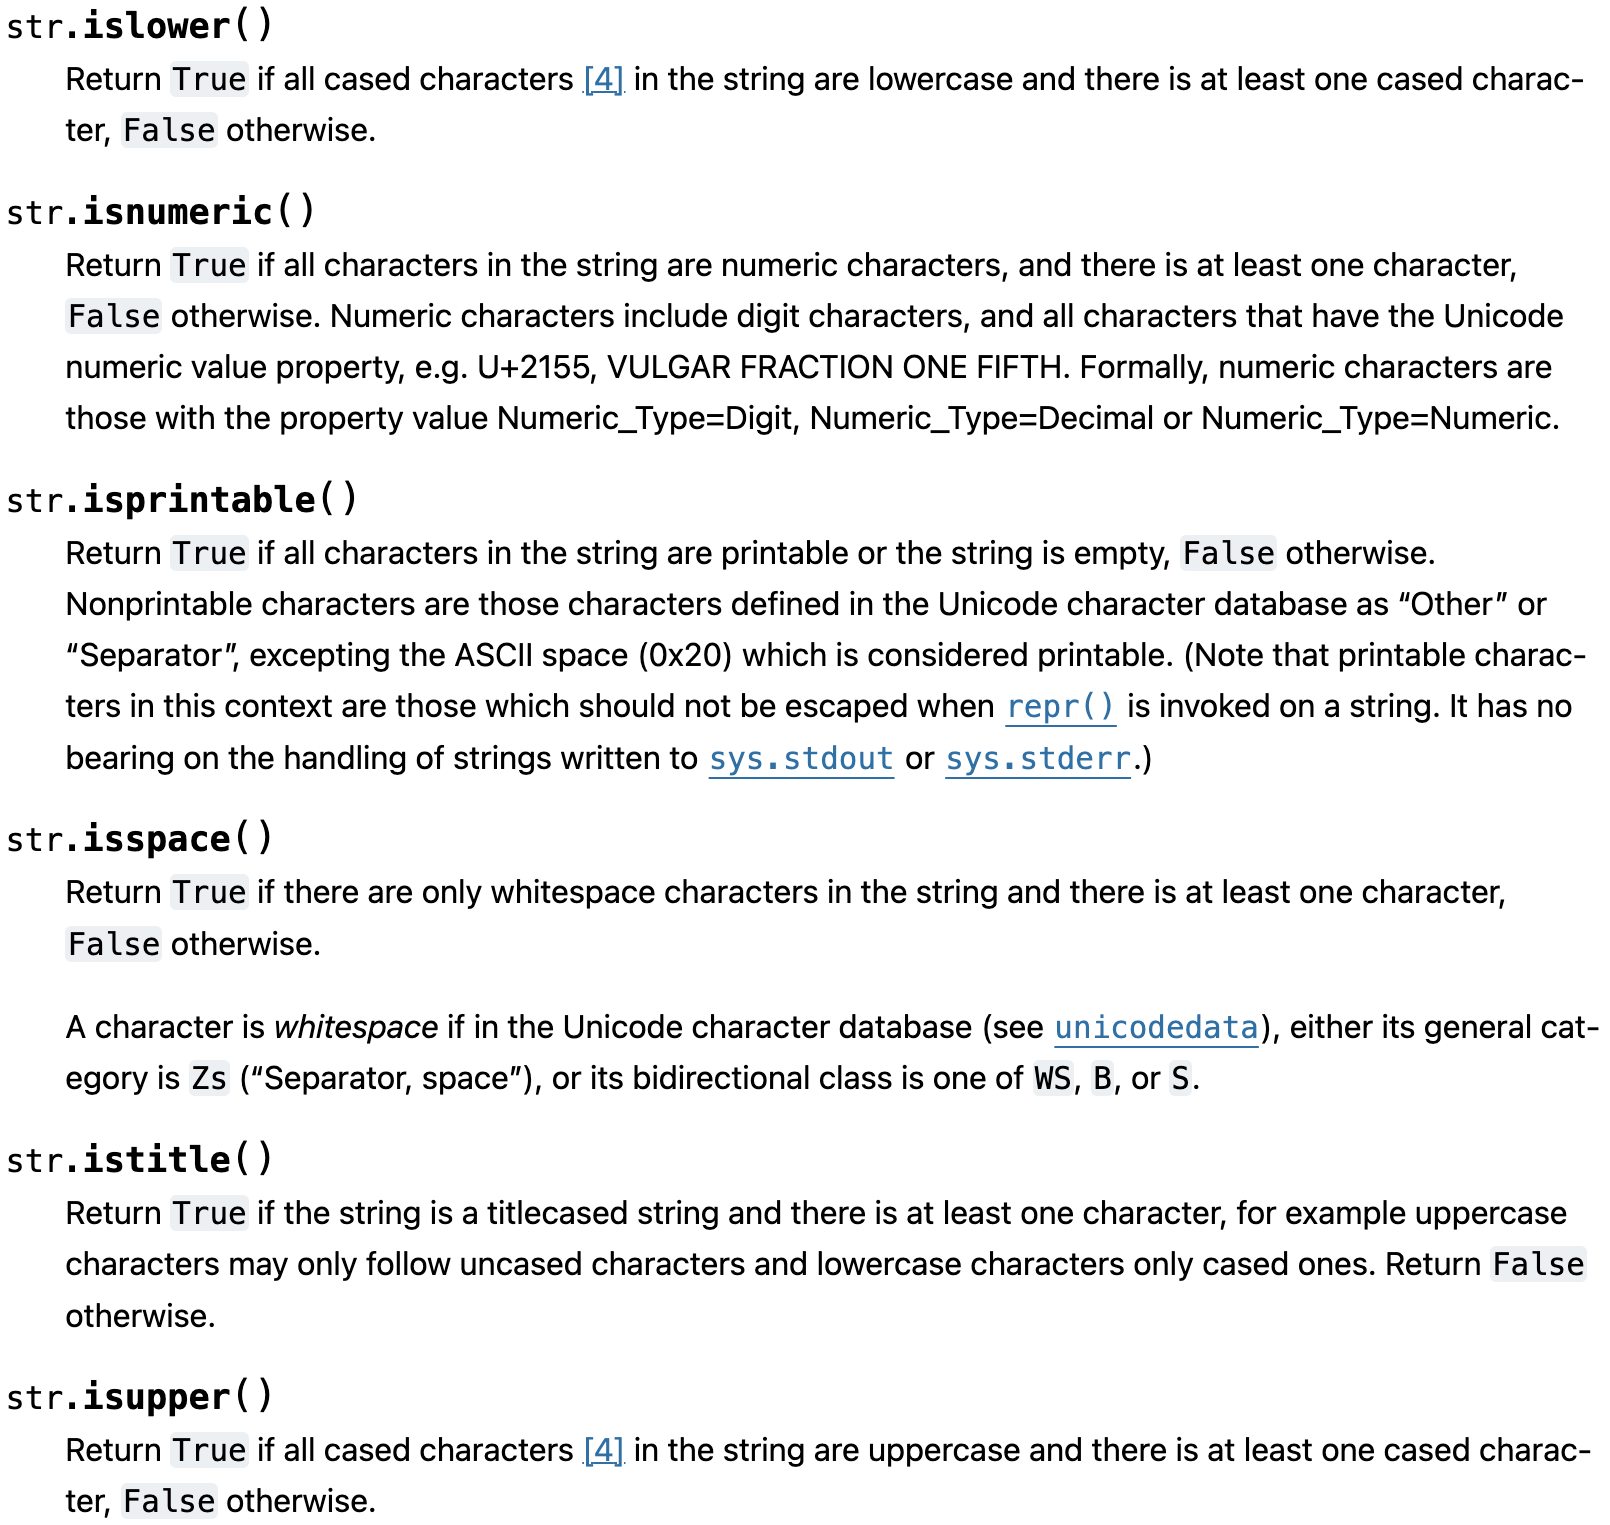 str.islower()
Return True if all cased characters [4] in the string are lowercase and there is at least one cased charac-
ter, False otherwise.
str.isnumeric()
Return True if all characters in the string are numeric characters, and there is at least one character,
False otherwise. Numeric characters include digit characters, and all characters that have the Unicode
numeric value property, e.g. U+2155, VULGAR FRACTION ONE FIFTH. Formally, numeric characters are
those with the property value Numeric_Type=Digit, Numeric_Type=Decimal or Numeric_Type=Numeric.
str.isprintable()
Return True if all characters in the string are printable or the string is empty, False otherwise.
Nonprintable characters are those characters defined in the Unicode character database as “Other” or
“Separator”, excepting the ASCII space (0x20) which is considered printable. (Note that printable charac-
ters in this context are those which should not be escaped when repr() is invoked on a string. It has no
bearing on the handling of strings written to sys.stdout or sys.stderr.)
str.isspace()
Return True if there are only whitespace characters in the string and there is at least one character,
False otherwise.
A character is whitespace if in the Unicode character database (see unicodedata), either its general cat-
egory is Zs (“Separator, space”), or its bidirectional class is one of WS, B, or S.
str.istitle()
Return True if the string is a titlecased string and there is at least one character, for example uppercase
characters may only follow uncased characters and lowercase characters only cased ones. Return False
otherwise.
str.isupper()
Return True if all cased characters [4] in the string are uppercase and there is at least one cased charac-
ter, False otherwise.